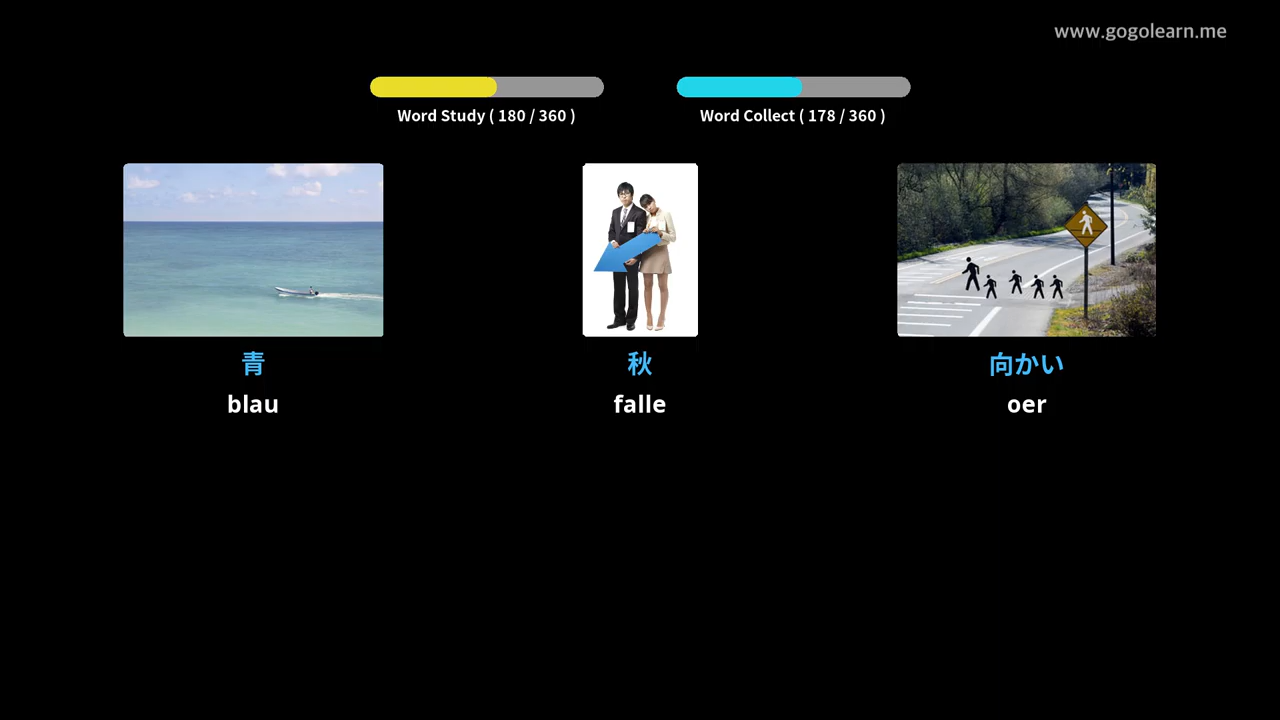 www.gogolearn.me
Word Study ( 180 / 360 )
Word Collect ( 178 / 360 )
青
秋
向かい
blau
falle
oer